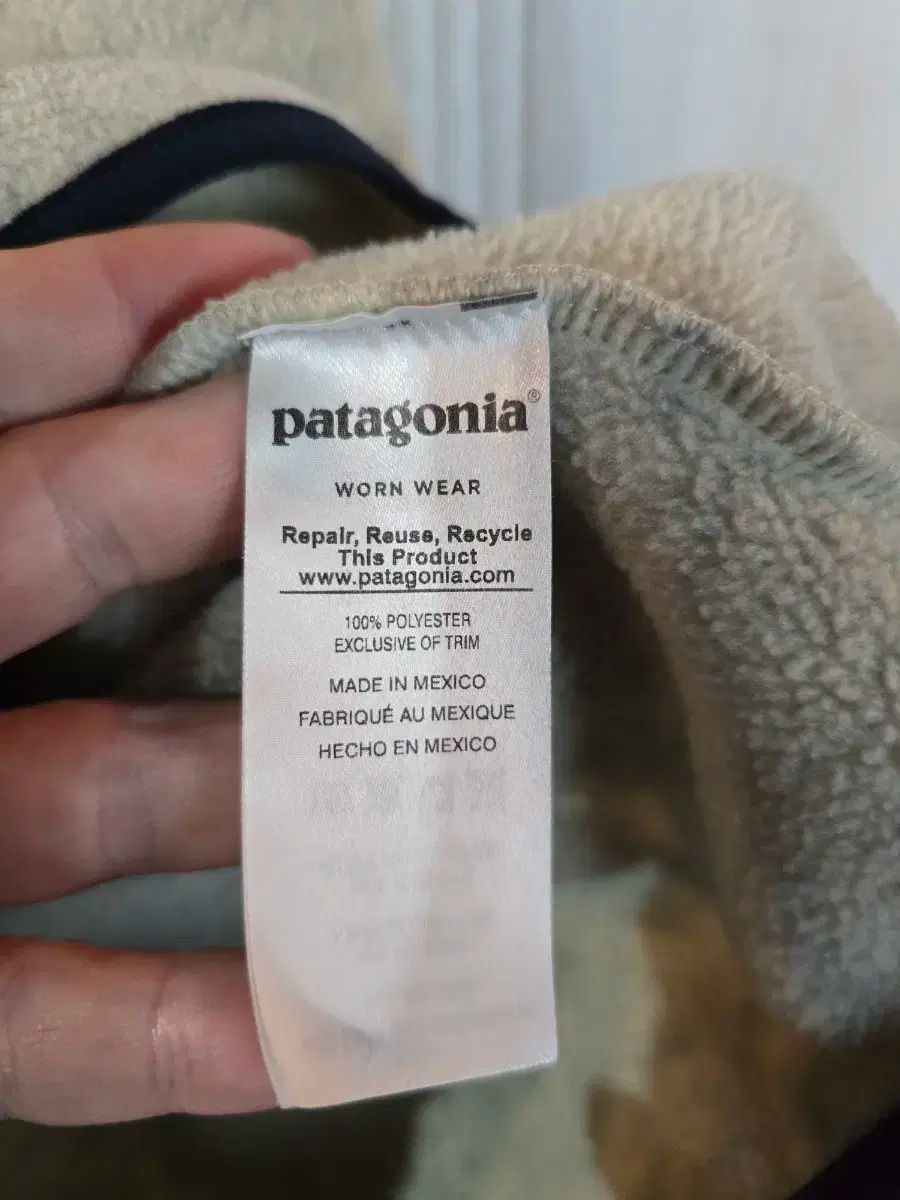 patagonia®
WORN WEAR
Repair, Reuse, Recycle
This Product
www.patagonia.com
100% POLYESTER
EXCLUSIVE OF TRIM
MADE IN MEXICO
FABRIQUÉ AU MEXIQUE
HECHO EN MEXICO